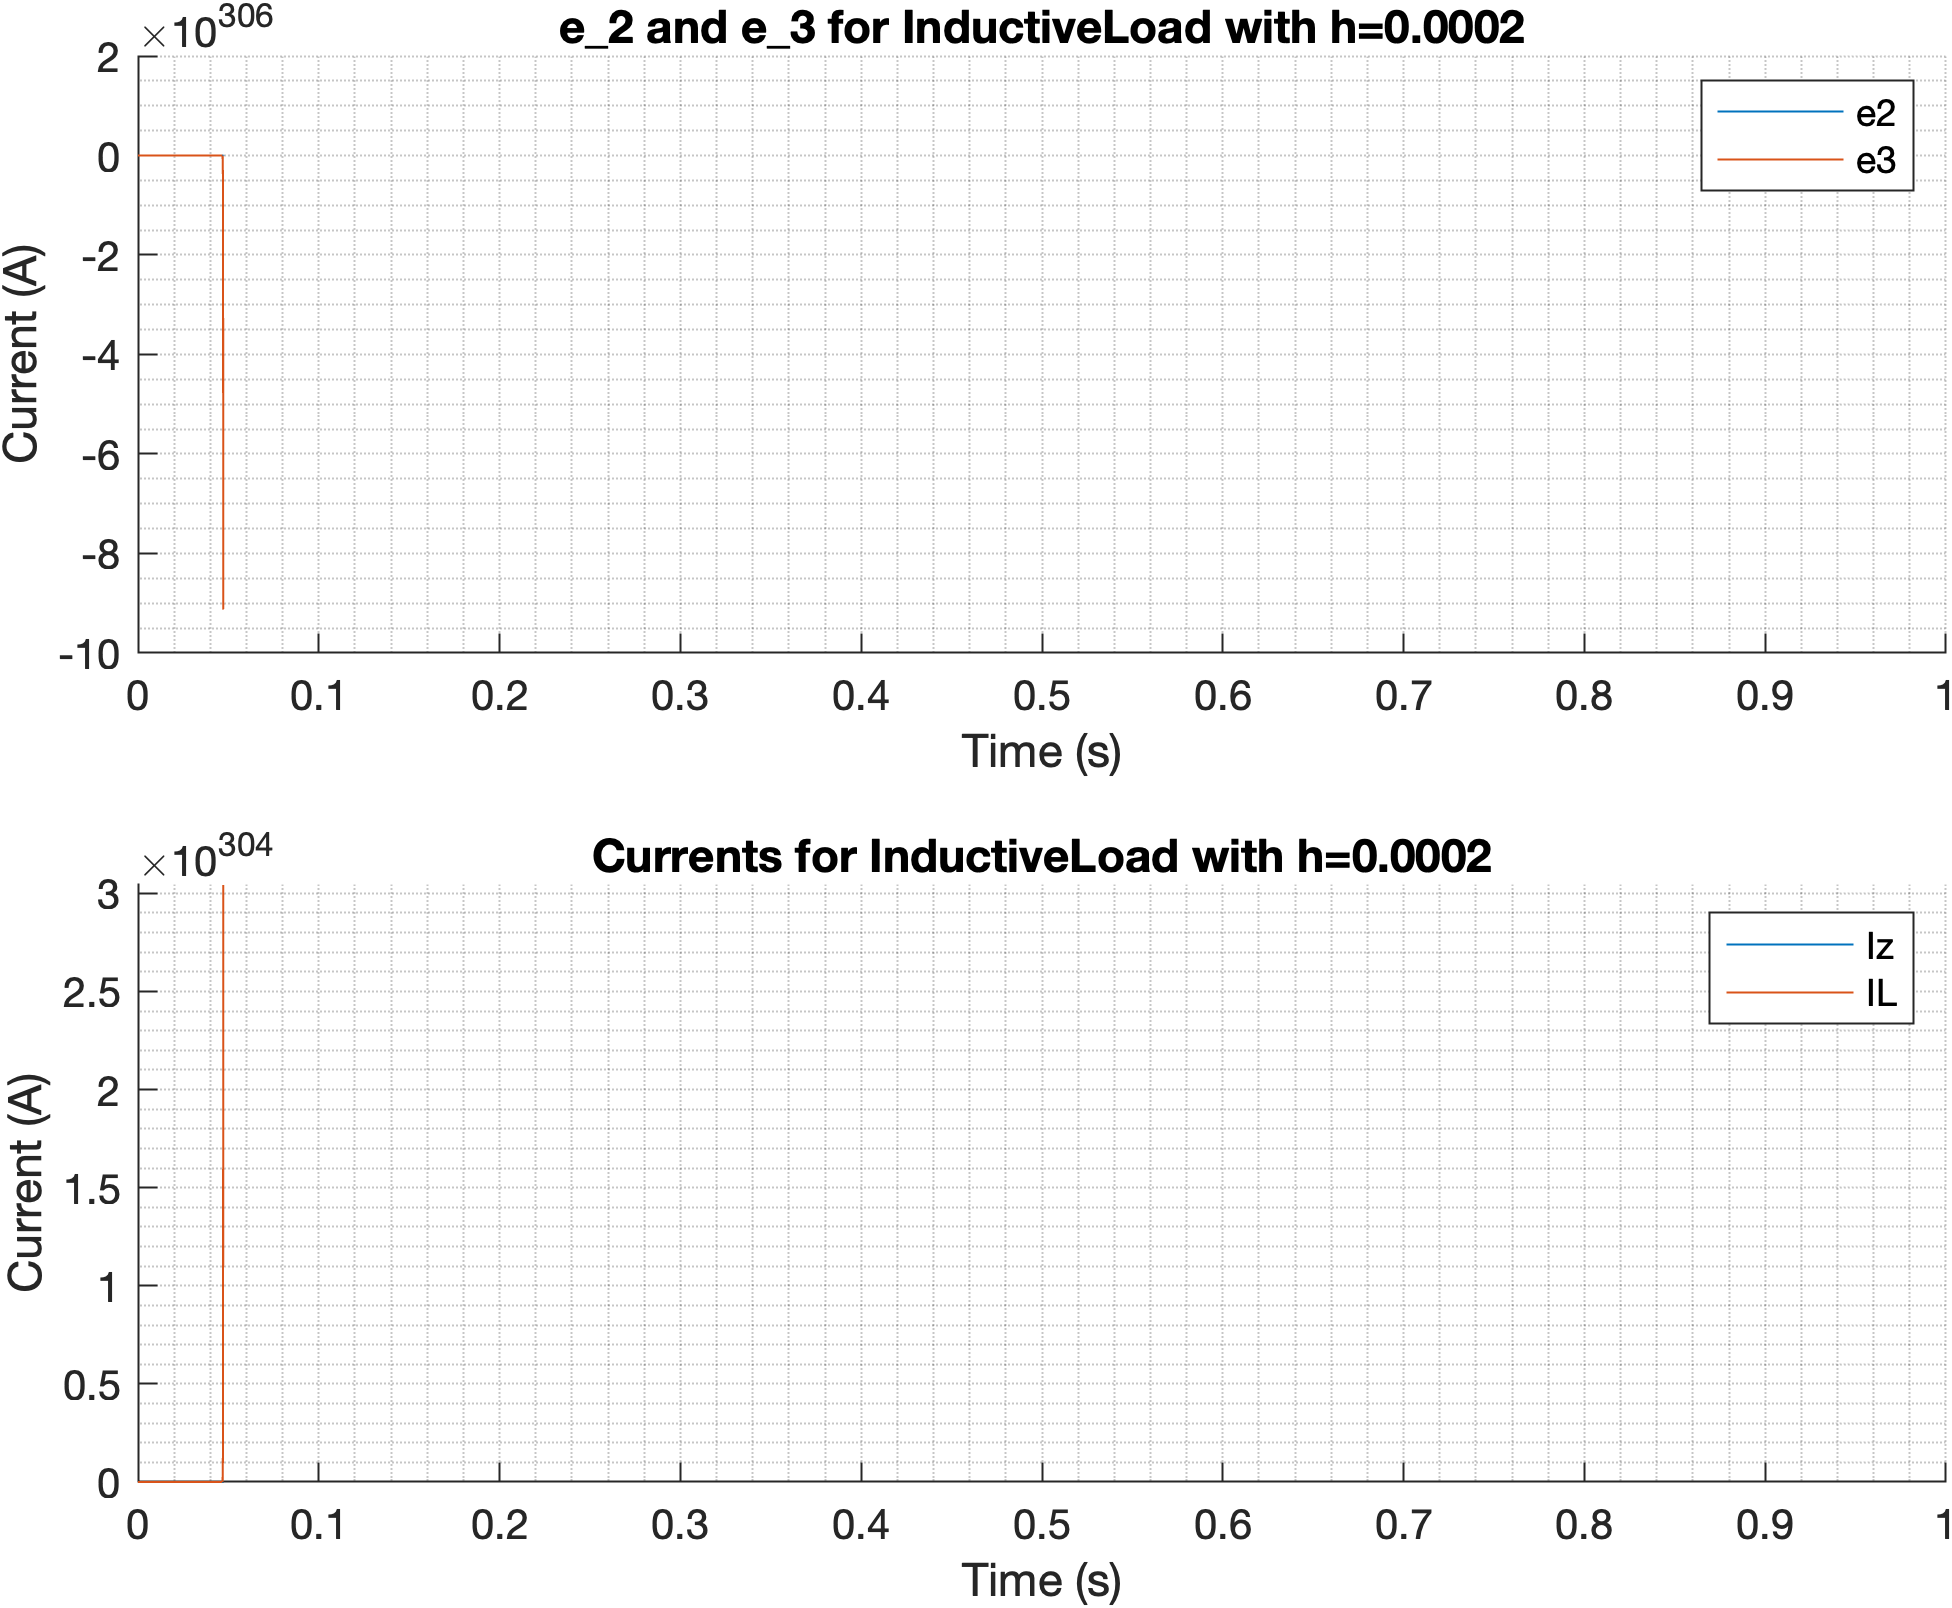 ×10306
e_2 and e_3 for InductiveLoad with h=0.0002
2
0
-2
-4
-6
-8
-10
Current (A)
e2
e3
0 0.1 0.2 0.3 0.4 0.5 0.6 0.7 0.8 0.9 1
Time (s)
×10304
Currents for InductiveLoad with h=0.0002
3
2.5
2
1.5
1
0.5
0
Current (A)
Iz
IL
0 0.1 0.2 0.3 0.4 0.5 0.6 0.7 0.8 0.9 1
Time (s)